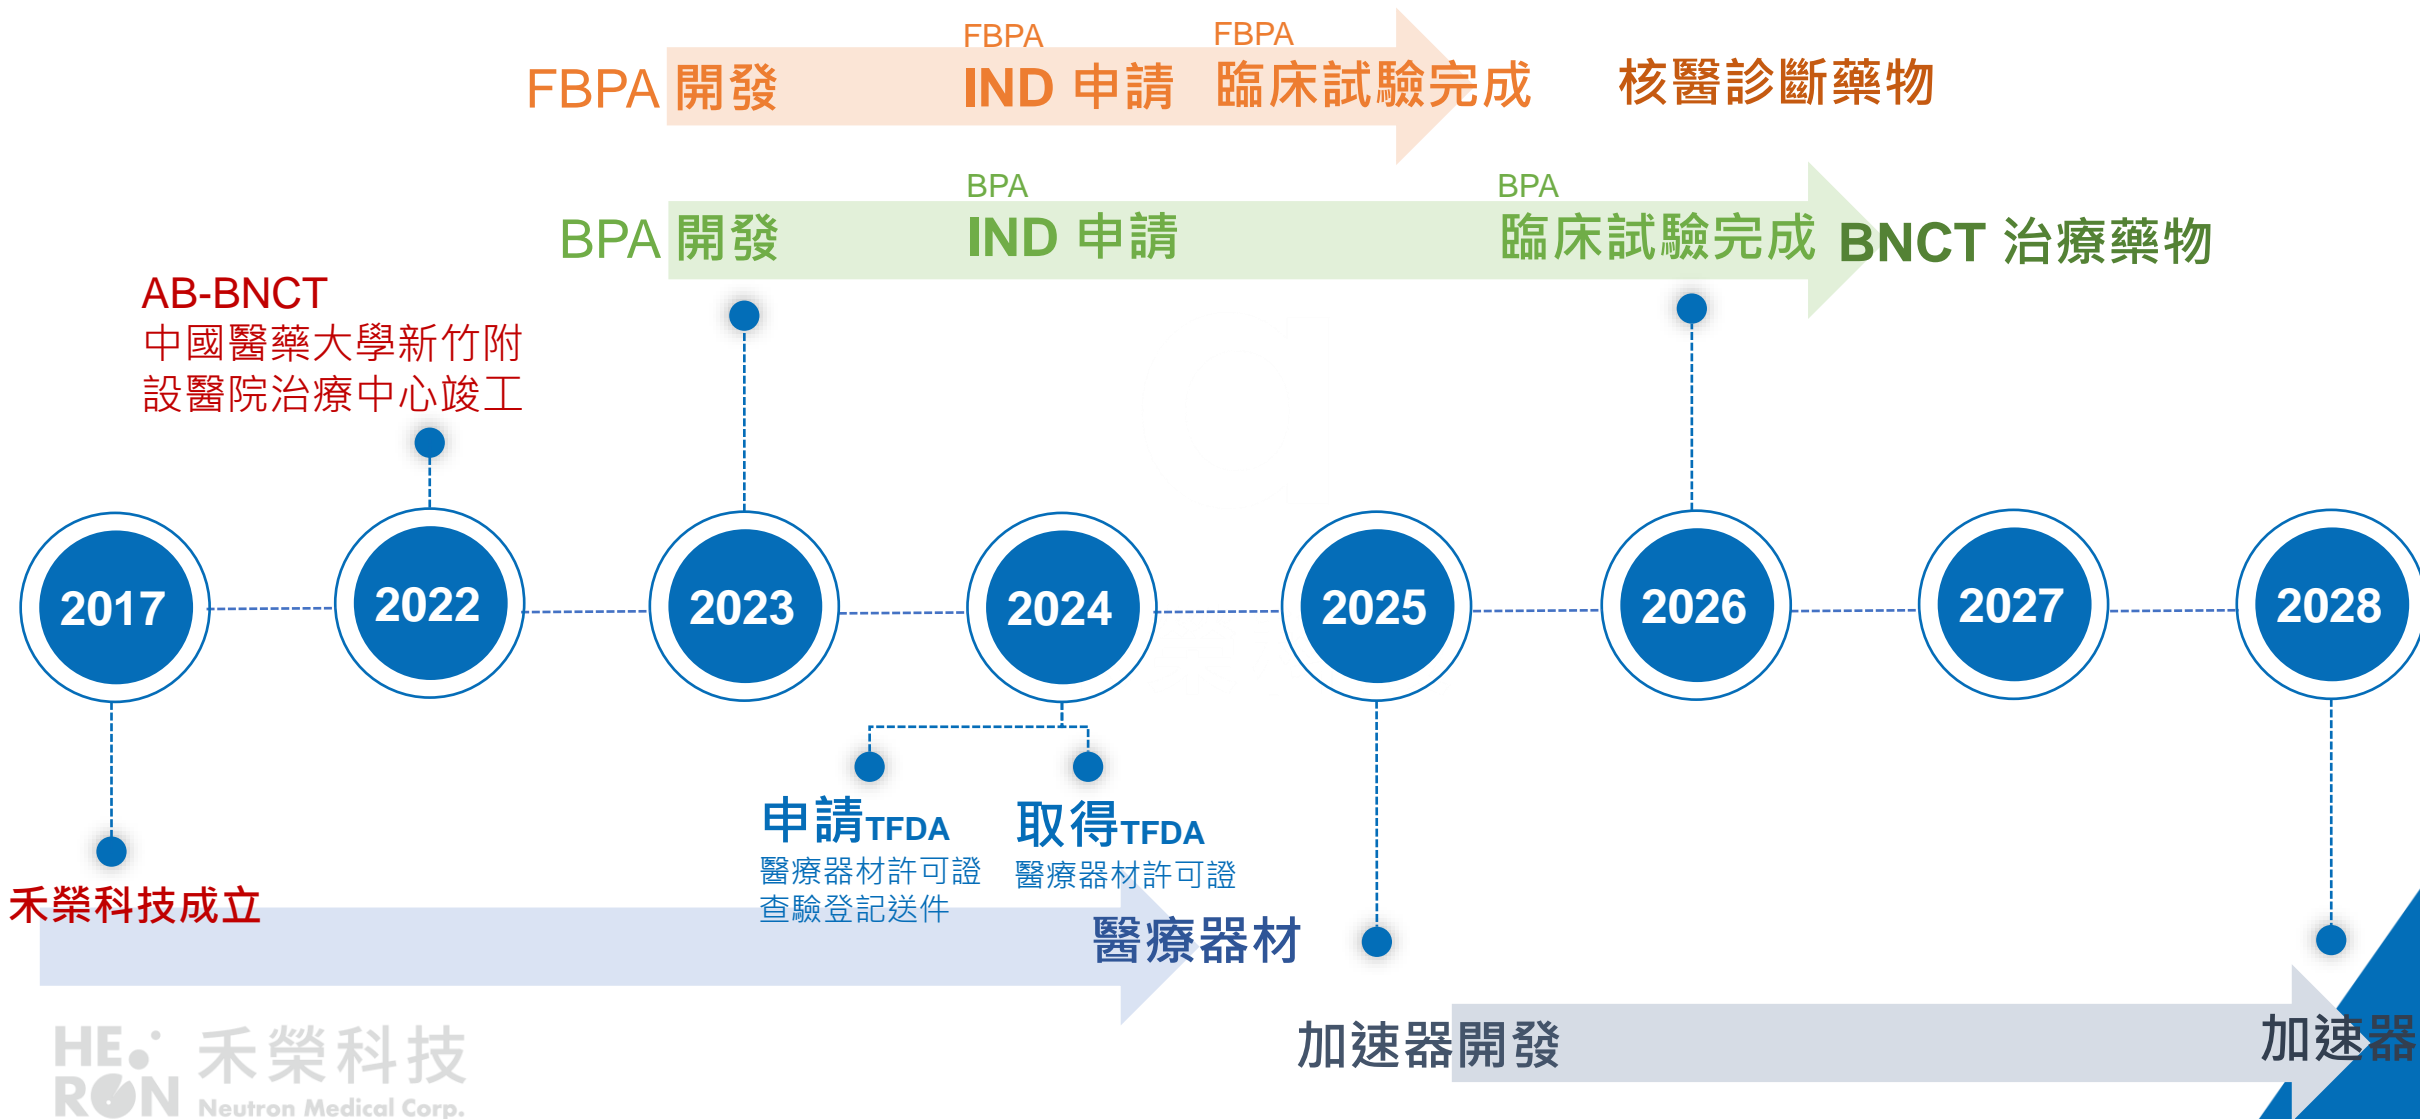 FBPA
FBPA
FBPA 開發
IND 申請
臨床試驗完成
核醫診斷藥物
BPA
BPA
BPA 開發
IND 申請
臨床試驗完成
BNCT 治療藥物
AB-BNCT
中國醫藥大學新竹附
設醫院治療中心竣工
2017
2022
2023
2024
2025
2026
2027
2028
申請TFDA
醫療器材許可證
查驗登記送件
取得TFDA
醫療器材許可證
禾榮科技成立
醫療器材
加速器開發
加速器
HERON
禾榮科技
Neutron Medical Corp.